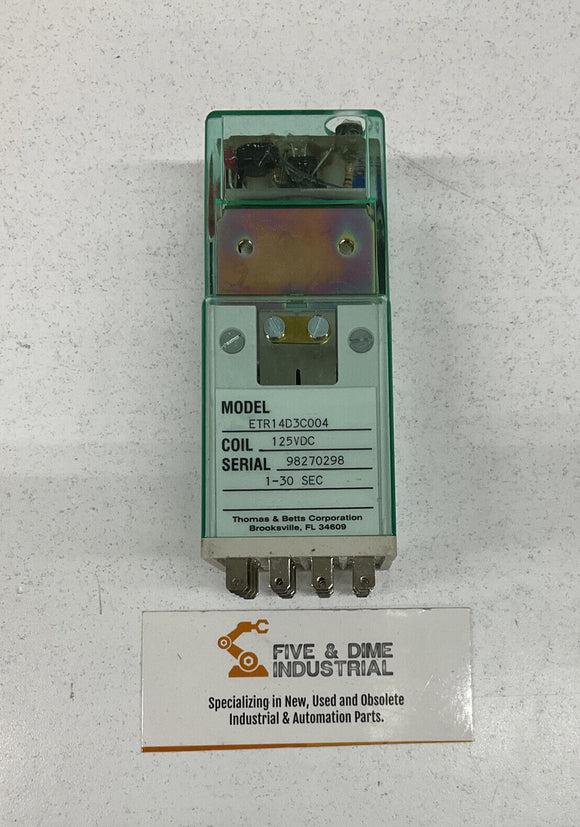 MODEL
ETR14D3C004
COIL 125VDC
SERIAL 98270298
1-30 SEC
Thomas & Betts Corporation
Brooksville, FL 34609
FIVE & DIME
INDUSTRIAL
Specializing in New, Used and Obsolete
Industrial & Automation Parts.